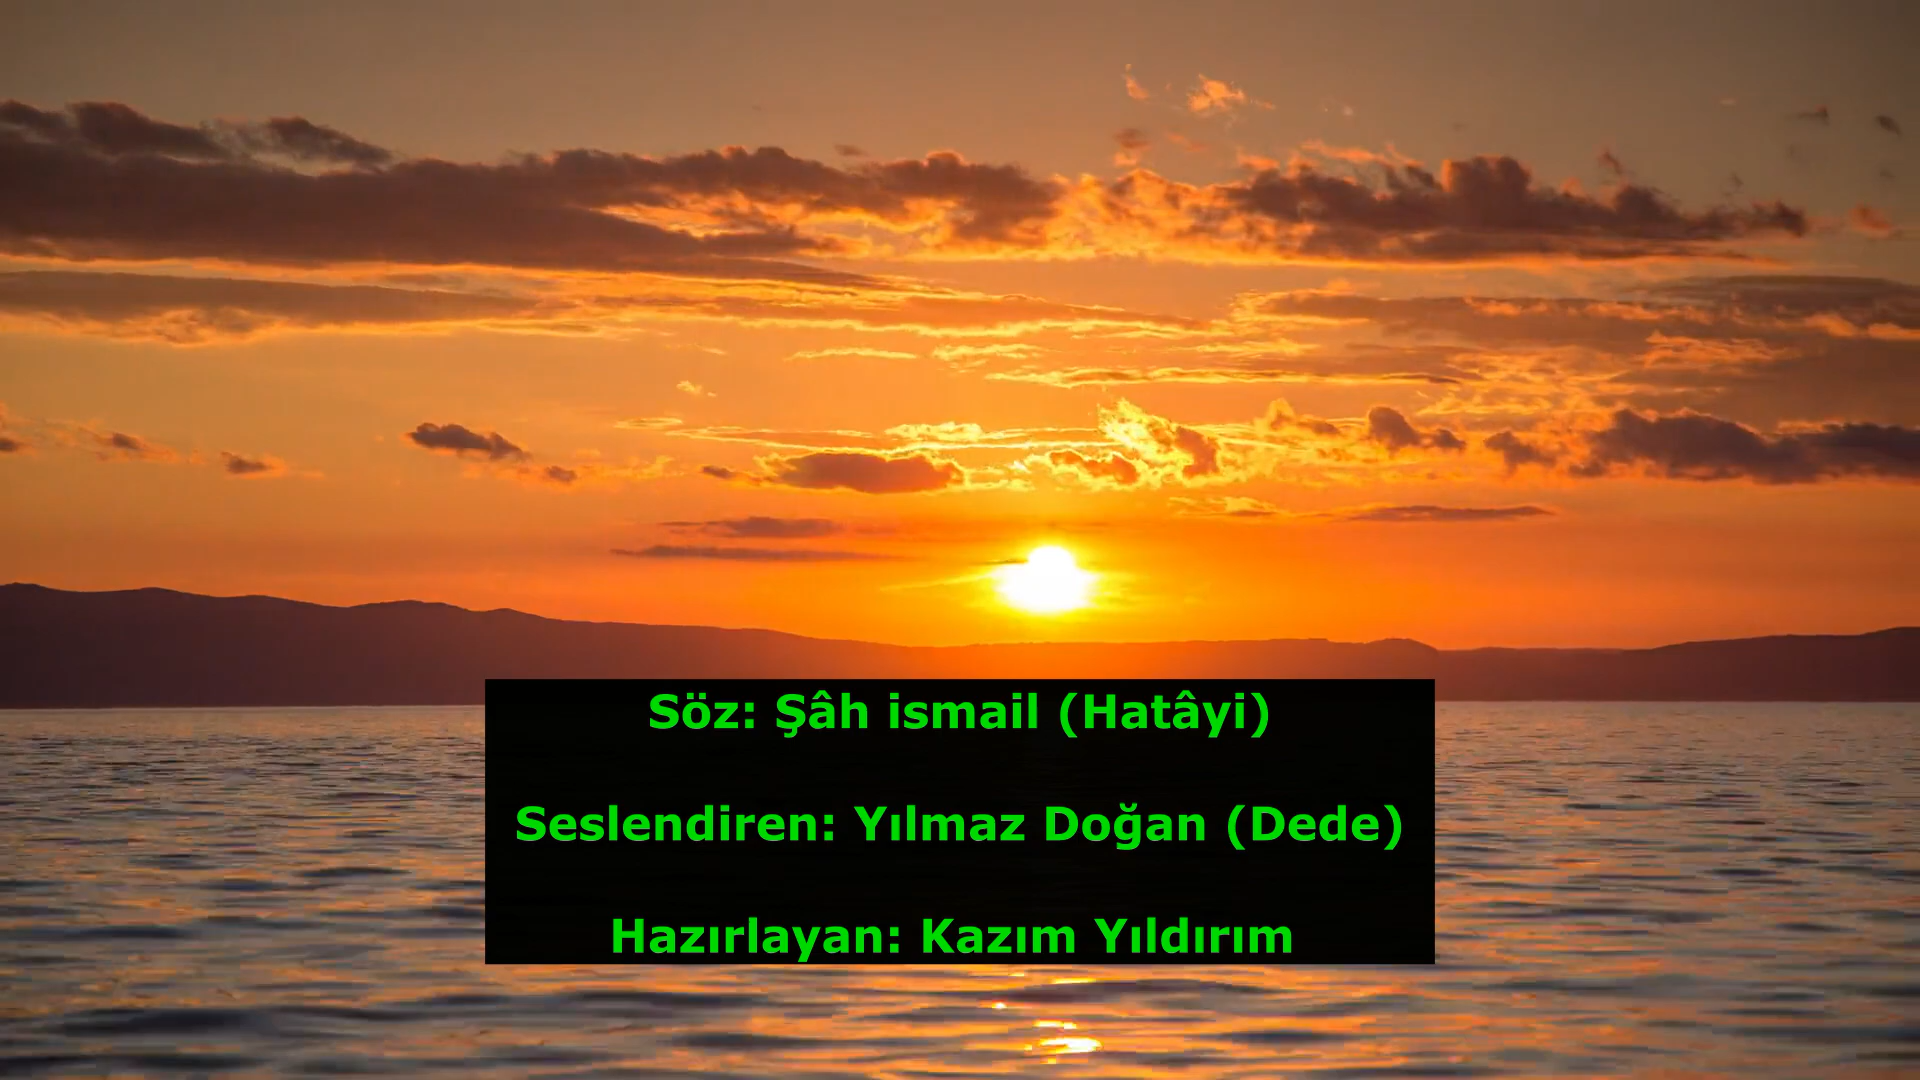 Söz: Şâh ismail (Hatâyi)
Seslendiren: Yılmaz Doğan (Dede)
Hazırlayan: Kazım Yıldırım